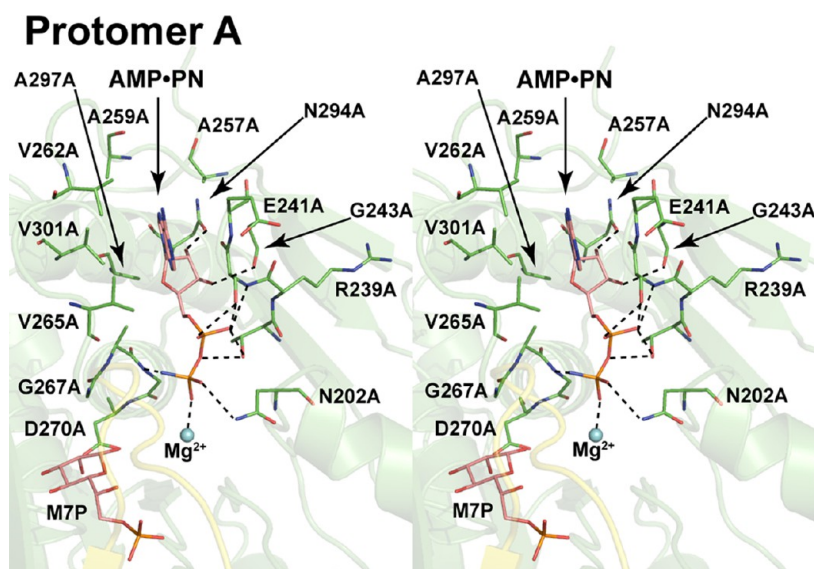 Protomer A
A297A AMP•PN N294A
A259A A257A
V262A
E241A
V301A G243A
V265A R239A
G267A
N202A
D270A
Mg²⁺
M7P
A297A AMP•PN N294A
A259A A257A
V262A
E241A
V301A G243A
V265A R239A
G267A
N202A
D270A
Mg²⁺
M7P